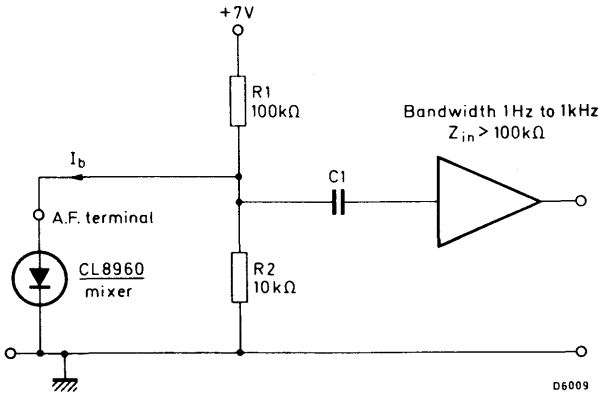 +7V
R1
100kΩ
Bandwidth 1Hz to 1kHz
Zin > 100kΩ
Ib
C1
A.F. terminal
CL8960
mixer
R2
10kΩ
D6009